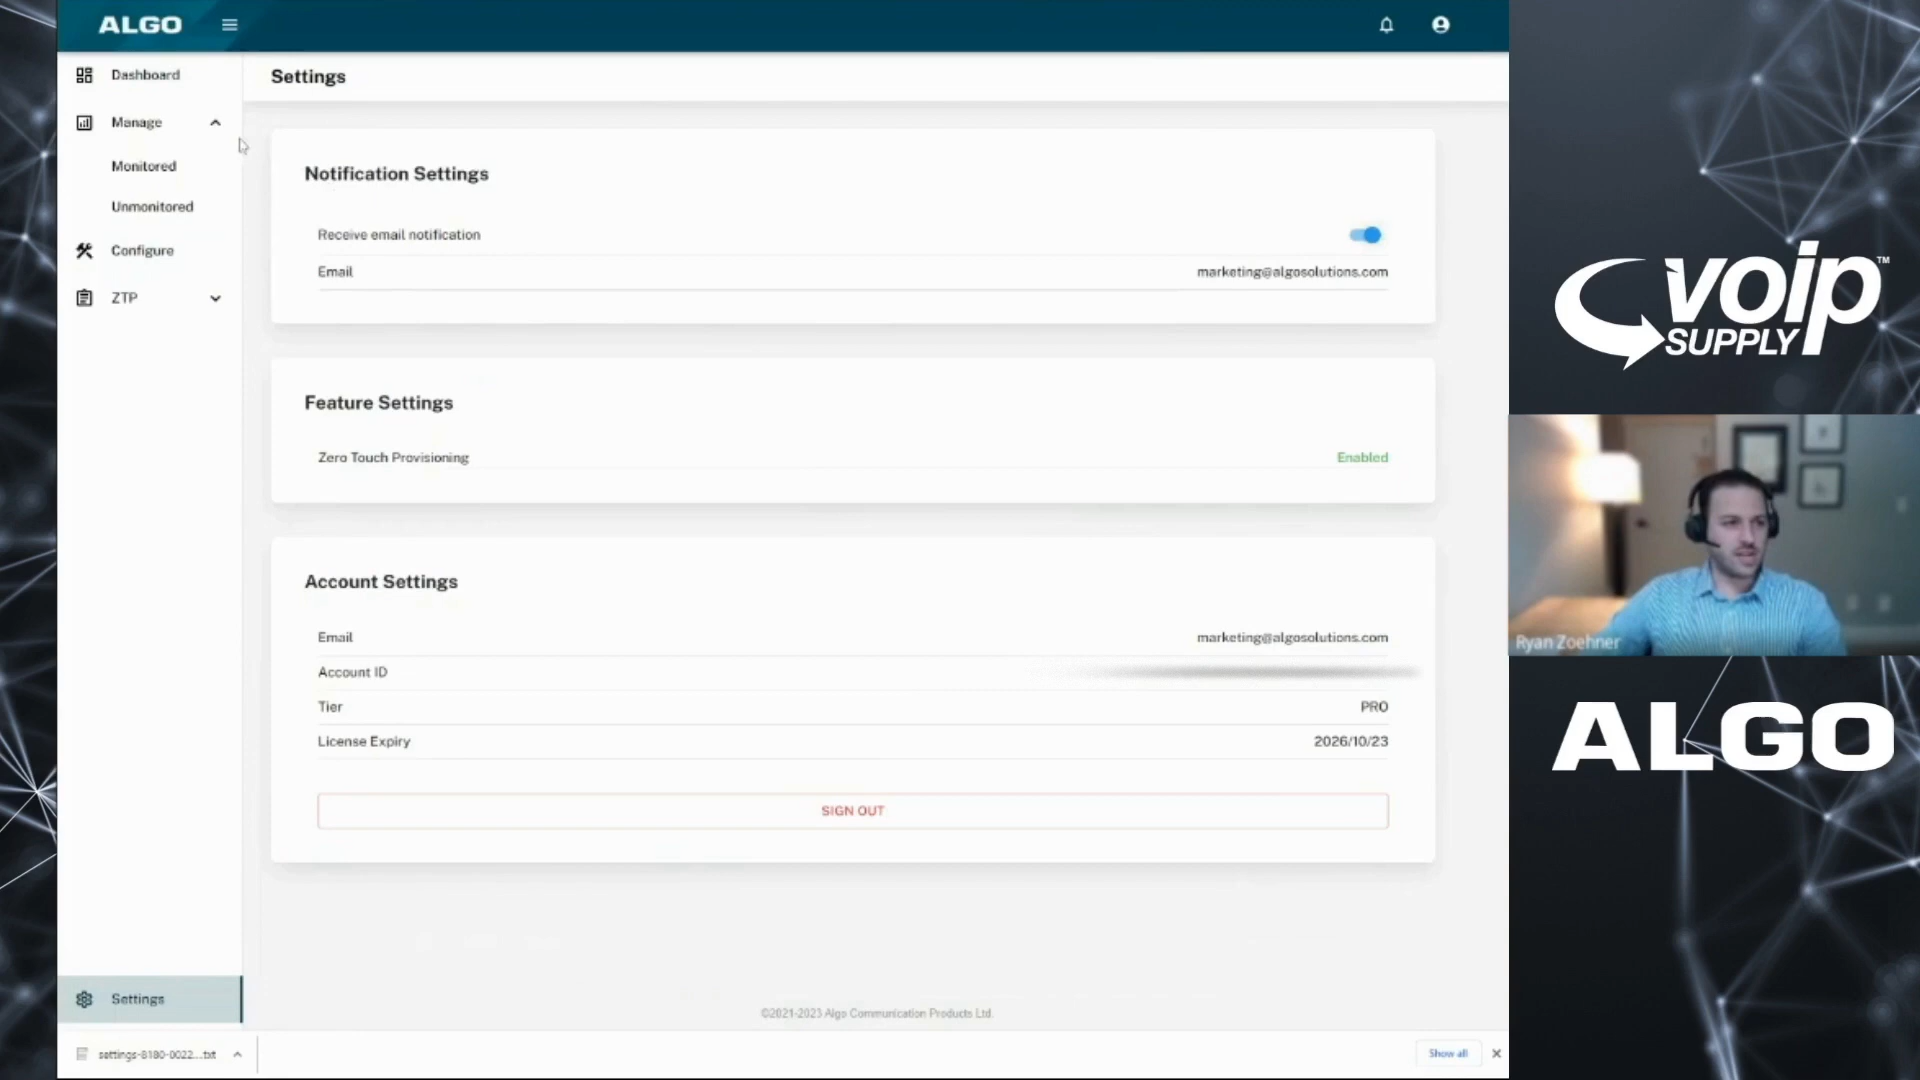 ALGO
Dashboard
Manage
Monitored
Unmonitored
Configure
ZTP
Settings
Settings
Notification Settings
Receive email notification
Email marketing@algosolutions.com
Feature Settings
Zero Touch Provisioning Enabled
Account Settings
Email marketing@algosolutions.com
Account ID
Tier PRO
License Expiry 2026/10/23
SIGN OUT
©2021-2023 Algo Communication Products Ltd.
settings-8180-0022....txt
Show all
voip™
SUPPLY
Ryan Zoehner
ALGO